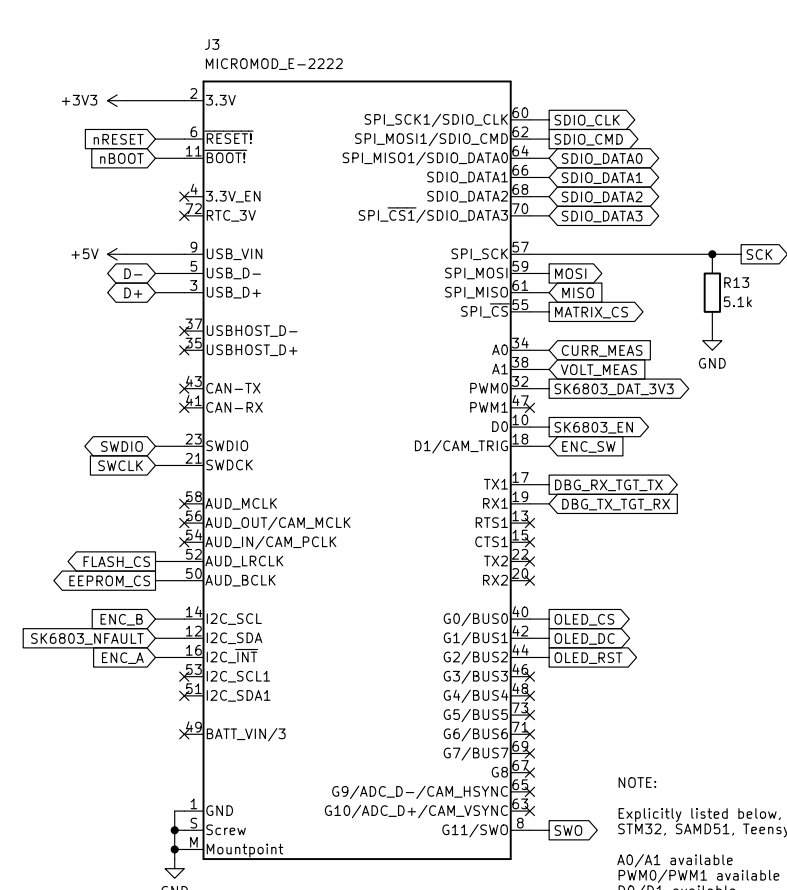 J3
MICROMOD_E-2222
+3V3 2 3.3V
nRESET 6 RESET!
nBOOT 11 BOOT!
4 3.3V_EN
72 RTC_3V
+5V 9 USB_VIN
D- 5 USB_D-
D+ 3 USB_D+
37 USBHOST_D-
35 USBHOST_D+
43 CAN-TX
41 CAN-RX
SWDIO 23 SWDIO
SWCLK 21 SWDCK
58 AUD_MCLK
56 AUD_OUT/CAM_MCLK
54 AUD_IN/CAM_PCLK
FLASH_CS 52 AUD_LRCLK
EEPROM_CS 50 AUD_BCLK
ENC_B 14 I2C_SCL
SK6803_NFAULT 12 I2C_SDA
ENC_A 16 I2C_INT
53 I2C_SCL1
51 I2C_SDA1
49 BATT_VIN/3
1 GND
S Screw
M Mountpoint
GND
SPI_SCK1/SDIO_CLK 60 SDIO_CLK
SPI_MOSI1/SDIO_CMD 62 SDIO_CMD
SPI_MISO1/SDIO_DATA0 64 SDIO_DATA0
SDIO_DATA1 66 SDIO_DATA1
SDIO_DATA2 68 SDIO_DATA2
SPI_CS1/SDIO_DATA3 70 SDIO_DATA3
SPI_SCK 57 SCK
SPI_MOSI 59 MOSI
SPI_MISO 61 MISO
SPI_CS 55 MATRIX_CS
R13
5.1k
GND
A0 34 CURR_MEAS
A1 38 VOLT_MEAS
PWM0 32 SK6803_DAT_3V3
PWM1 47
D0 10 SK6803_EN
D1/CAM_TRIG 18 ENC_SW
TX1 17 DBG_RX_TGT_TX
RX1 19 DBG_TX_TGT_RX
RTS1 13
CTS1 15
TX2 22
RX2 20
G0/BUS0 40 OLED_CS
G1/BUS1 42 OLED_DC
G2/BUS2 44 OLED_RST
G3/BUS3 46
G4/BUS4 48
G5/BUS5 73
G6/BUS6 71
G7/BUS7 69
G8 67
G9/ADC_D-/CAM_HSYNC 65
G10/ADC_D+/CAM_VSYNC 63
G11/SWO 8 SWO
NOTE:
Explicitly listed below,
STM32, SAMD51, Teensy
A0/A1 available
PWM0/PWM1 available
D0/D1 available